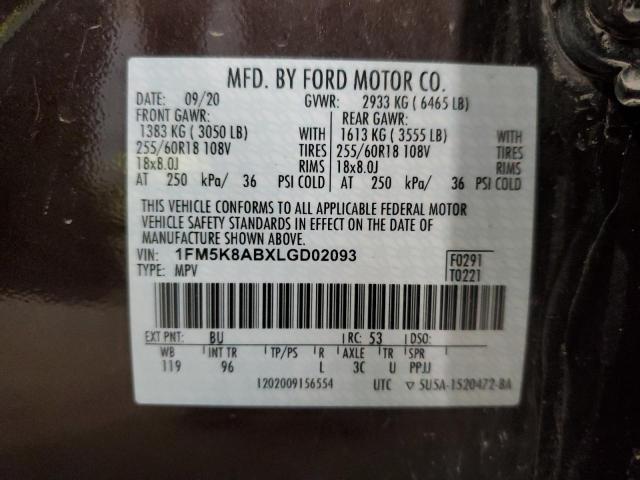 MFD. BY FORD MOTOR CO.
DATE: 09/20 GVWR: 2933 KG ( 6465 LB)
FRONT GAWR: REAR GAWR:
1383 KG ( 3050 LB) WITH 1613 KG ( 3555 LB) WITH
255/60R18 108V TIRES 255/60R18 108V TIRES
18x8.0J RIMS 18x8.0J RIMS
AT 250 kPa/ 36 PSI COLD AT 250 kPa/ 36 PSI COLD
THIS VEHICLE CONFORMS TO ALL APPLICABLE FEDERAL MOTOR
VEHICLE SAFETY STANDARDS IN EFFECT ON THE DATE OF
MANUFACTURE SHOWN ABOVE.
VIN: 1FM5K8ABXLGD02093 F0291
TYPE: MPV T0221
EXT PNT: BU RC: 53 DSO:
WB INT TR TP/PS R AXLE TR SPR
119 96 L 3C U PPJJ
1202009156554 UTC ▽ 5U5A-1520472-BA